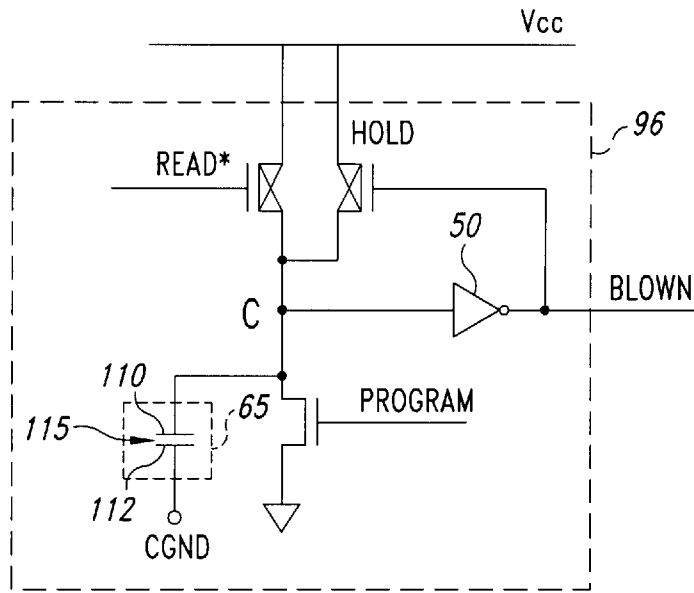 Vcc
96
HOLD
READ*
50
BLOWN
C
110
65
PROGRAM
115
112
CGND